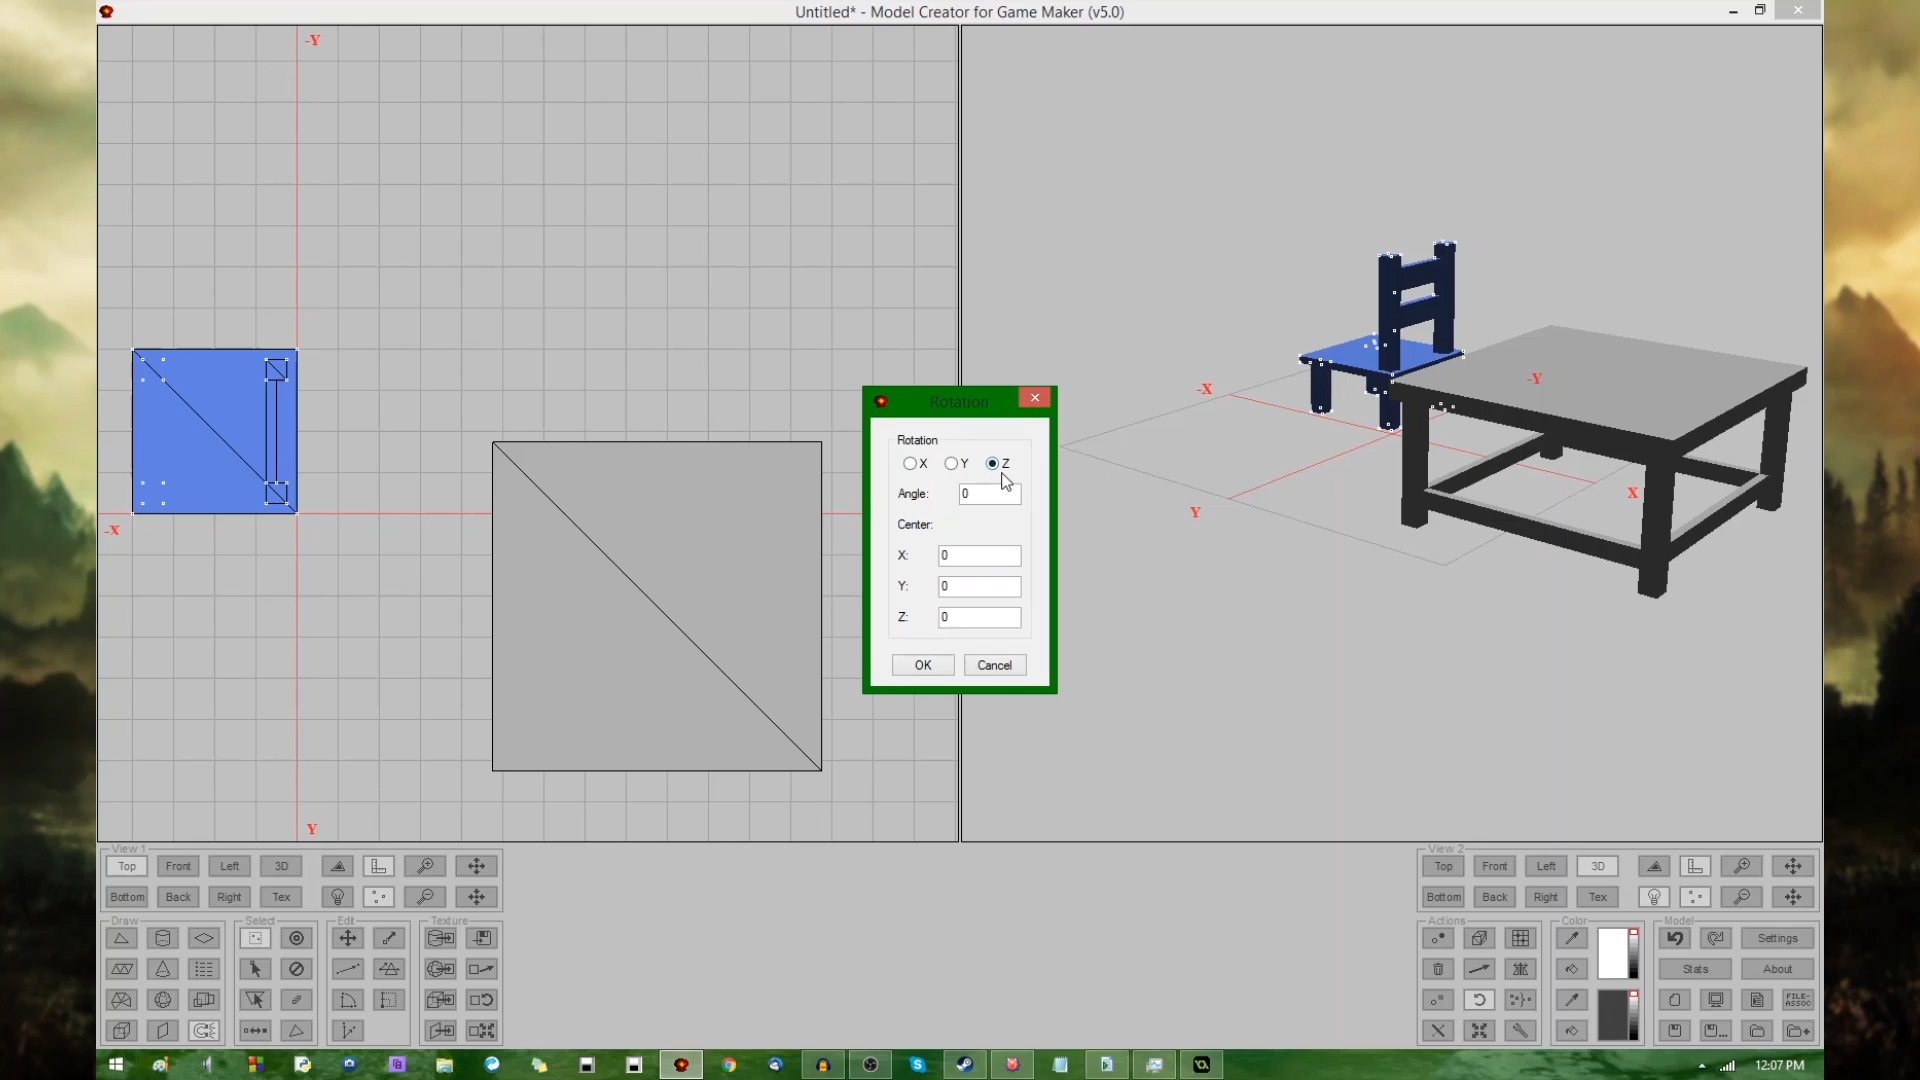 Untitled* - Model Creator for Game Maker (v5.0)
-Y
-X
Y
-X
-Y
Y
X
Rotation
Rotation
X Y Z
Angle: 0
Center:
X: 0
Y: 0
Z: 0
OK Cancel
View 1
Top Front Left 3D
Bottom Back Right Tex
Draw Select Edit Texture
View 2
Top Front Left 3D
Bottom Back Right Tex
Actions Color Model
Settings
Stats About
FILE-
ASSOC
12:07 PM